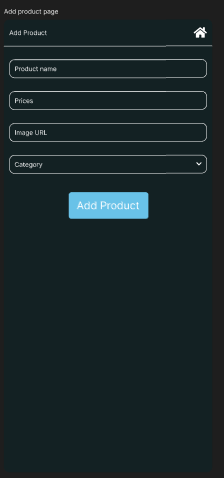 Add product page
Add Product
Product name
Prices
Image URL
Category
Add Product